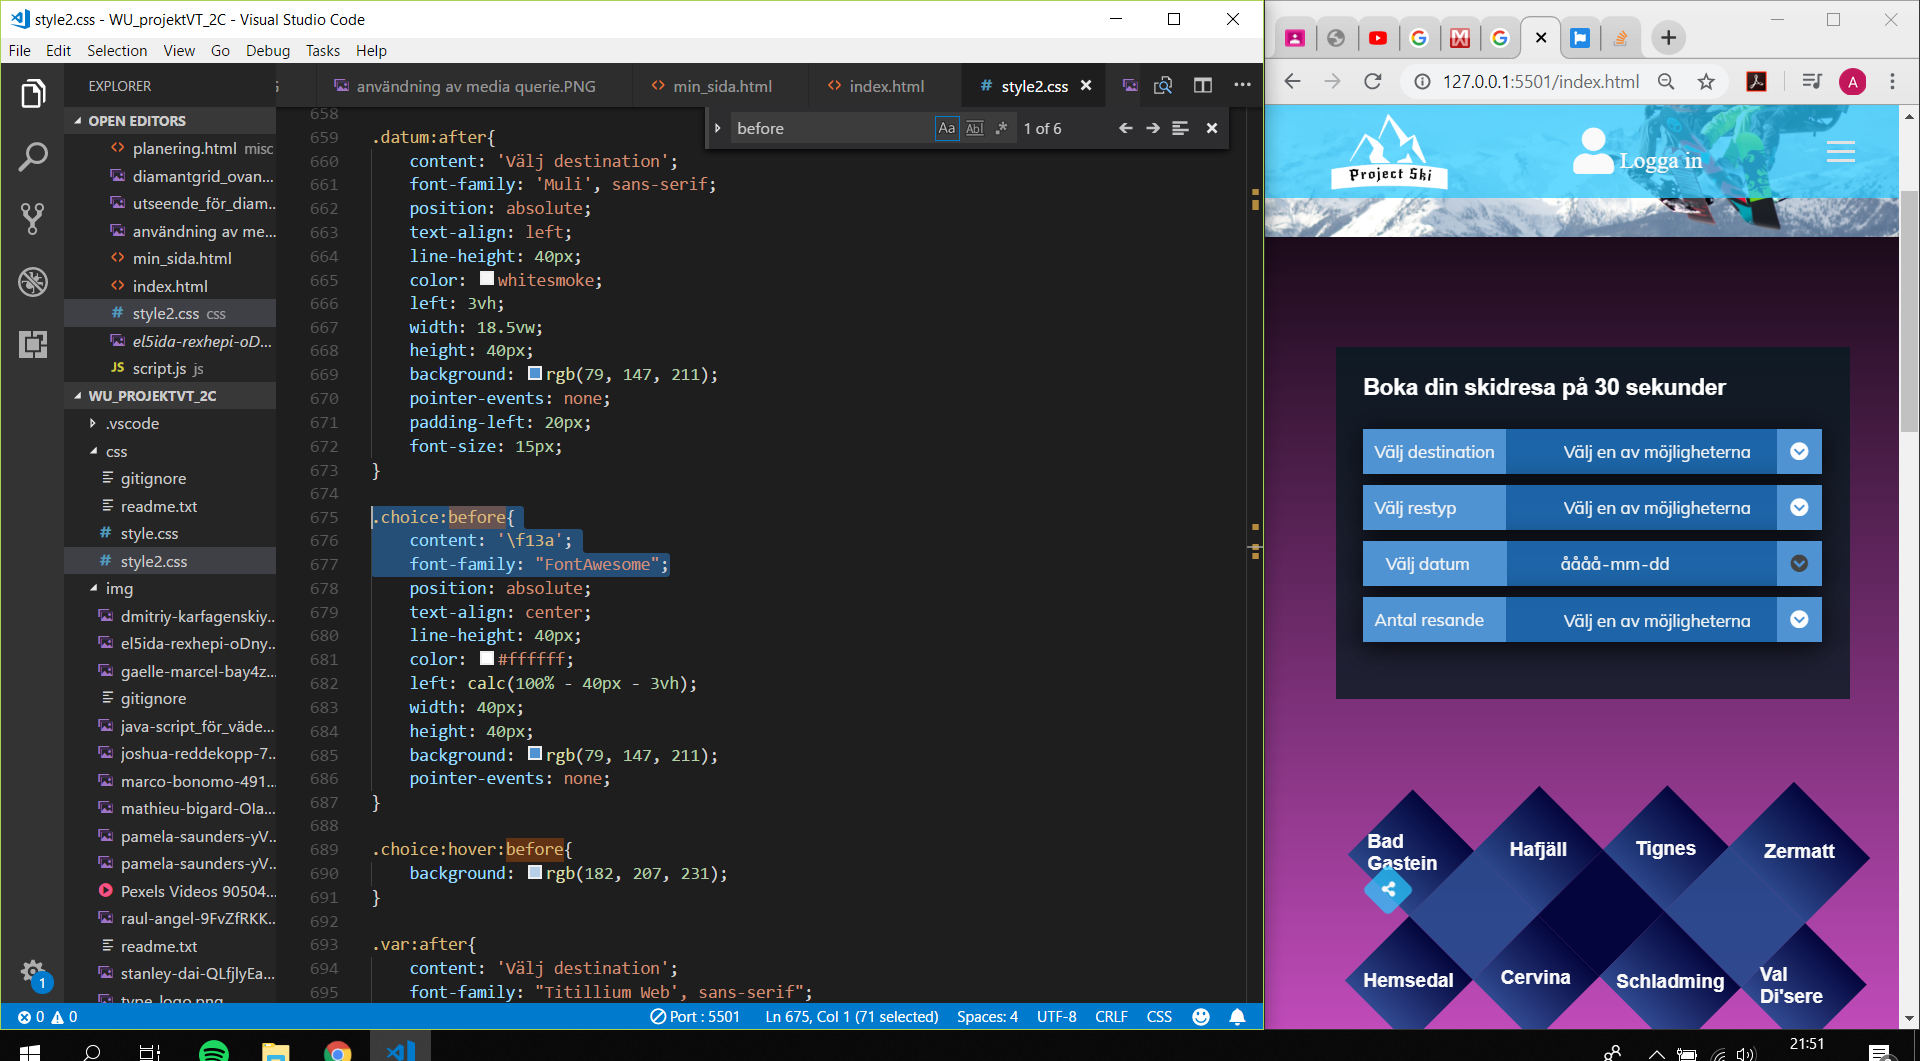 style2.css - WU_projektVT_2C - Visual Studio Code
File Edit Selection View Go Debug Tasks Help
EXPLORER
OPEN EDITORS
planering.html misc
diamantgrid_ovan...
utseende_för_diam...
användning av me...
min_sida.html
index.html
style2.css css
el5ida-rexhepi-oD...
JS script.js js
WU_PROJEKTVT_2C
.vscode
css
gitignore
readme.txt
style.css
style2.css
img
dmitriy-karfagenskiy...
el5ida-rexhepi-oDny...
gaelle-marcel-bay4z...
gitignore
java-script_för_väde...
joshua-reddekopp-7...
marco-bonomo-491...
mathieu-bigard-OIa...
pamela-saunders-yV...
pamela-saunders-yV...
Pexels Videos 90504...
raul-angel-9FvZfRKK...
readme.txt
stanley-dai-QLfjlyEa...
type_logo.png
1
användning av media querie.PNG
<> min_sida.html
<> index.html
# style2.css
before Aa Abl .* 1 of 6
658
659 .datum:after{
660 content: 'Välj destination';
661 font-family: 'Muli', sans-serif;
662 position: absolute;
663 text-align: left;
664 line-height: 40px;
665 color: whitesmoke;
666 left: 3vh;
667 width: 18.5vw;
668 height: 40px;
669 background: rgb(79, 147, 211);
670 pointer-events: none;
671 padding-left: 20px;
672 font-size: 15px;
673 }
674
675 .choice:before{
676 content: '\f13a';
677 font-family: "FontAwesome";
678 position: absolute;
679 text-align: center;
680 line-height: 40px;
681 color: #ffffff;
682 left: calc(100% - 40px - 3vh);
683 width: 40px;
684 height: 40px;
685 background: rgb(79, 147, 211);
686 pointer-events: none;
687 }
688
689 .choice:hover:before{
690 background: rgb(182, 207, 231);
691 }
692
693 .var:after{
694 content: 'Välj destination';
695 font-family: "Titillium Web', sans-serif";
0 0
Port : 5501 Ln 675, Col 1 (71 selected) Spaces: 4 UTF-8 CRLF CSS
127.0.0.1:5501/index.html
A
Project Ski
Logga in
Boka din skidresa på 30 sekunder
Välj destination Välj en av möjligheterna
Välj restyp Välj en av möjligheterna
Välj datum åååå-mm-dd
Antal resande Välj en av möjligheterna
Bad
Gastein
Hafjäll
Tignes
Zermatt
Hemsedal
Cervina
Schladming
Val
Di'sere
21:51